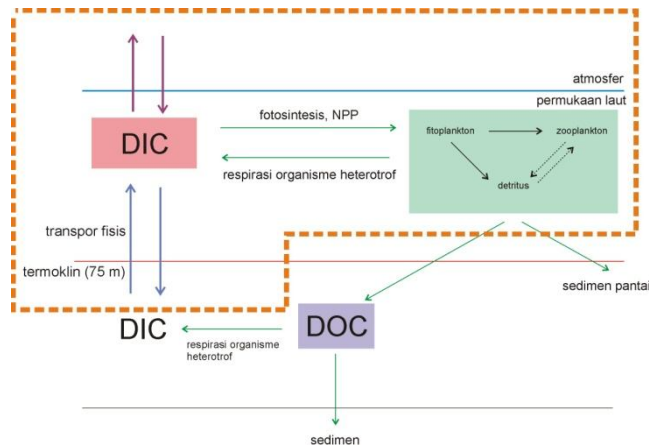 atmosfer
permukaan laut
DIC
fotosintesis, NPP
respirasi organisme heterotrof
fitoplankton
zooplankton
detritus
transpor fisis
termoklin (75 m)
sedimen pantai
DIC
respirasi organisme
heterotrof
DOC
sedimen